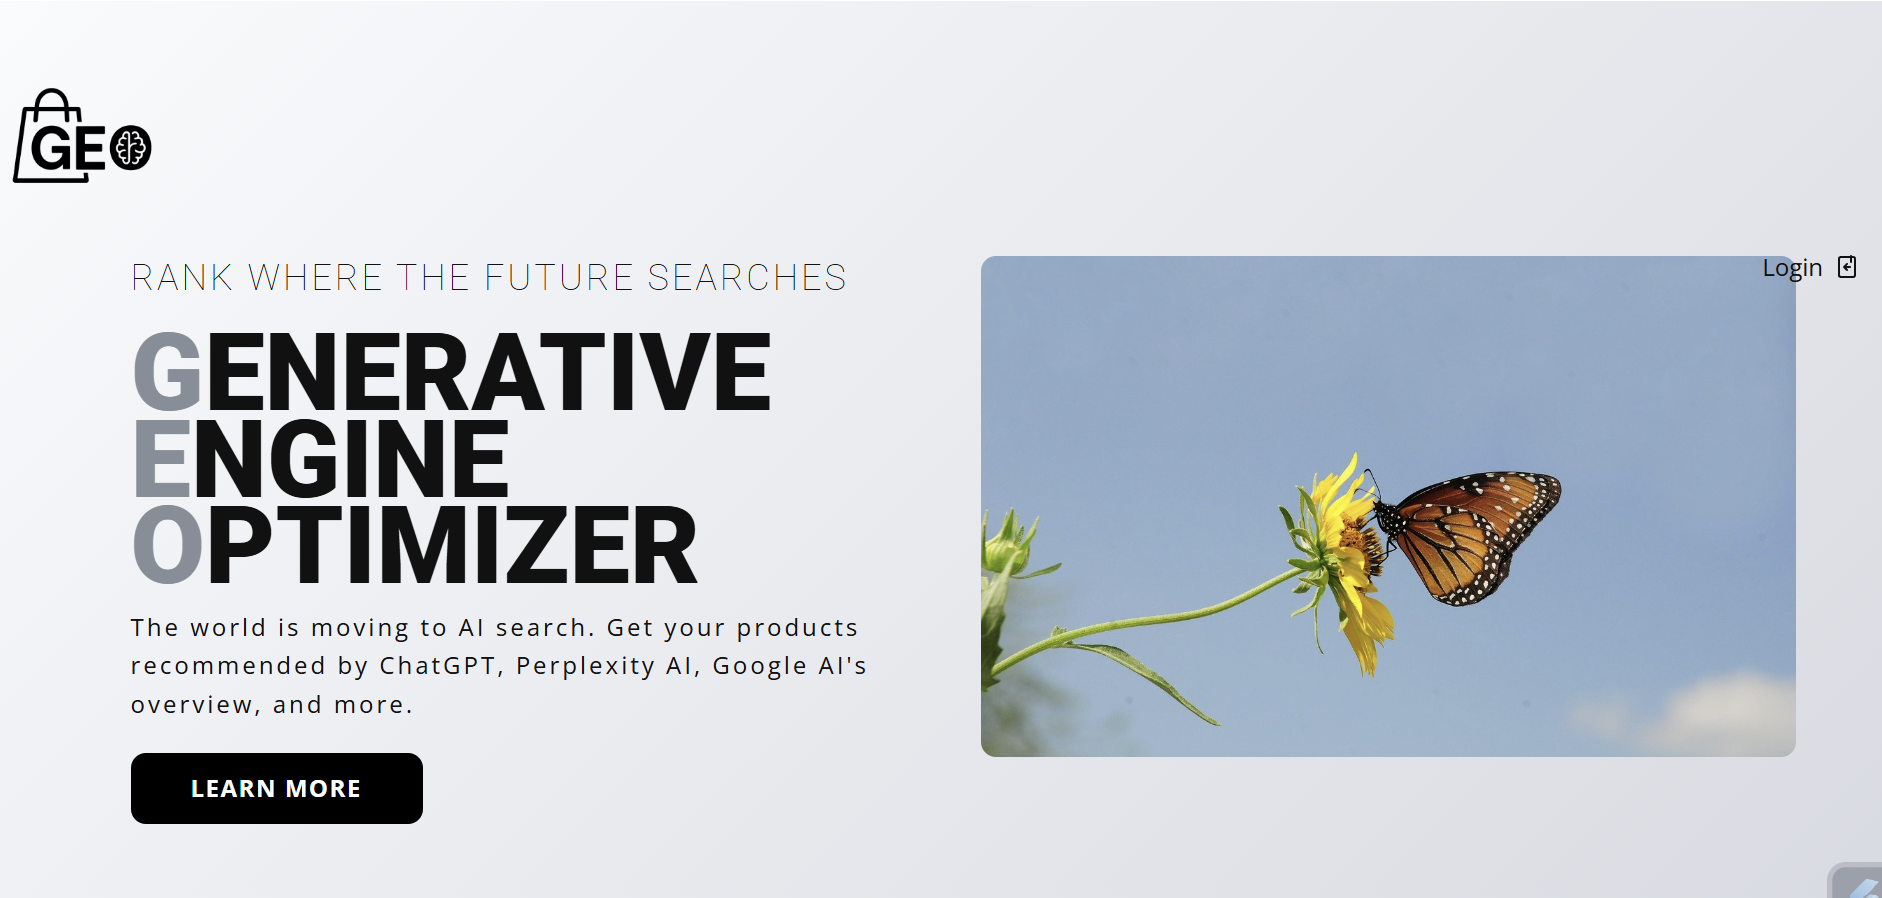 GEO
Login
RANK WHERE THE FUTURE SEARCHES
GENERATIVE
ENGINE
OPTIMIZER
The world is moving to AI search. Get your products
recommended by ChatGPT, Perplexity AI, Google AI's
overview, and more.
LEARN MORE